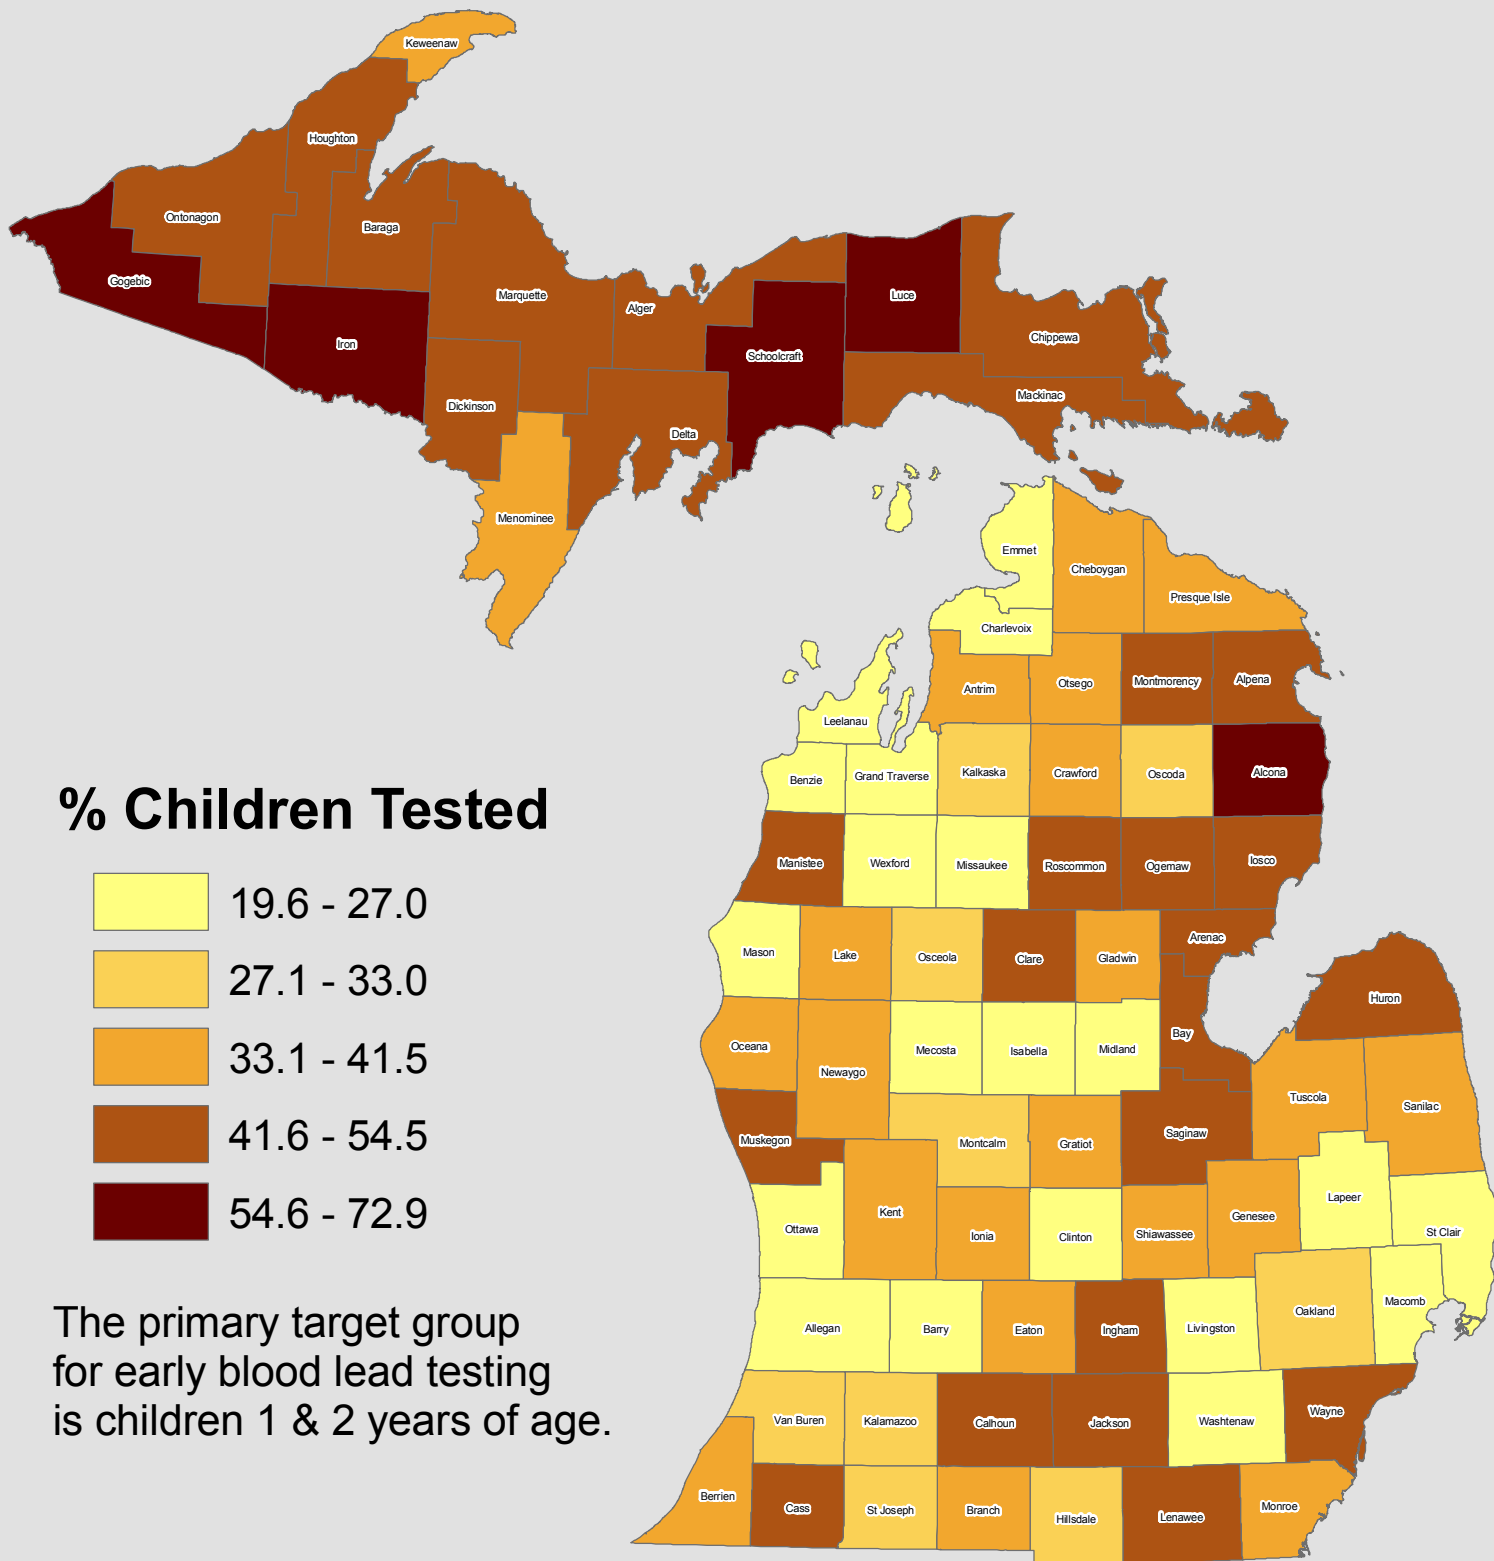 Keweenaw
Houghton
Ontonagon
Baraga
Gogebic
Marquette
Luce
Alger
Chippewa
Iron
Schoolcraft
Mackinac
Dickinson
Delta
Menominee
Emmet
Cheboygan
Presque Isle
Charlevoix
Antrim
Otsego
Montmorency
Alpena
Leelanau
Benzie
Grand Traverse
Kalkaska
Crawford
Oscoda
Alcona
% Children Tested
19.6 - 27.0
27.1 - 33.0
33.1 - 41.5
41.6 - 54.5
54.6 - 72.9
The primary target group
for early blood lead testing
is children 1 & 2 years of age.
Manistee
Wexford
Missaukee
Roscommon
Ogemaw
Iosco
Mason
Lake
Osceola
Clare
Gladwin
Arenac
Huron
Oceana
Newaygo
Mecosta
Isabella
Midland
Bay
Tuscola
Sanilac
Muskegon
Montcalm
Gratiot
Saginaw
Lapeer
Ottawa
Kent
Ionia
Clinton
Shiawassee
Genesee
St Clair
Allegan
Barry
Eaton
Ingham
Livingston
Oakland
Macomb
Van Buren
Kalamazoo
Calhoun
Jackson
Washtenaw
Wayne
Berrien
Cass
St Joseph
Branch
Hillsdale
Lenawee
Monroe